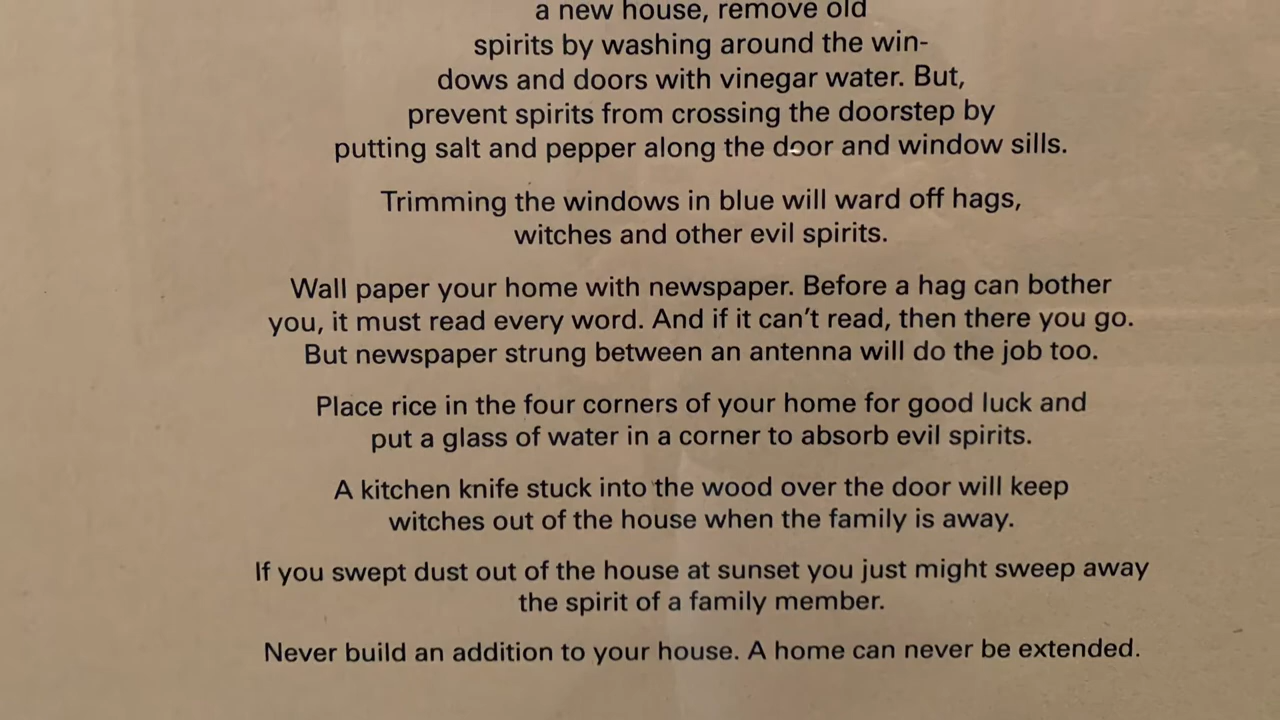 a new house, remove old
spirits by washing around the win-
dows and doors with vinegar water. But,
prevent spirits from crossing the doorstep by
putting salt and pepper along the door and window sills.
Trimming the windows in blue will ward off hags,
witches and other evil spirits.
Wall paper your home with newspaper. Before a hag can bother
you, it must read every word. And if it can't read, then there you go.
But newspaper strung between an antenna will do the job too.
Place rice in the four corners of your home for good luck and
put a glass of water in a corner to absorb evil spirits.
A kitchen knife stuck into the wood over the door will keep
witches out of the house when the family is away.
If you swept dust out of the house at sunset you just might sweep away
the spirit of a family member.
Never build an addition to your house. A home can never be extended.